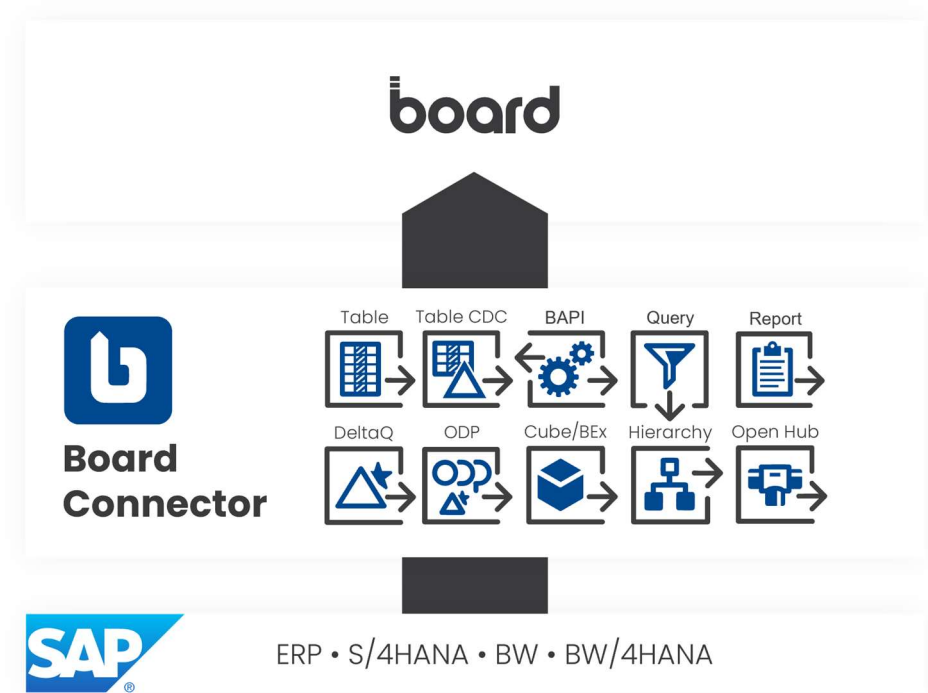 board
Table Table CDC BAPI Query Report
DeltaQ ODP Cube/BEx Hierarchy Open Hub
ODP
Board
Connector
SAP®
ERP • S/4HANA • BW • BW/4HANA